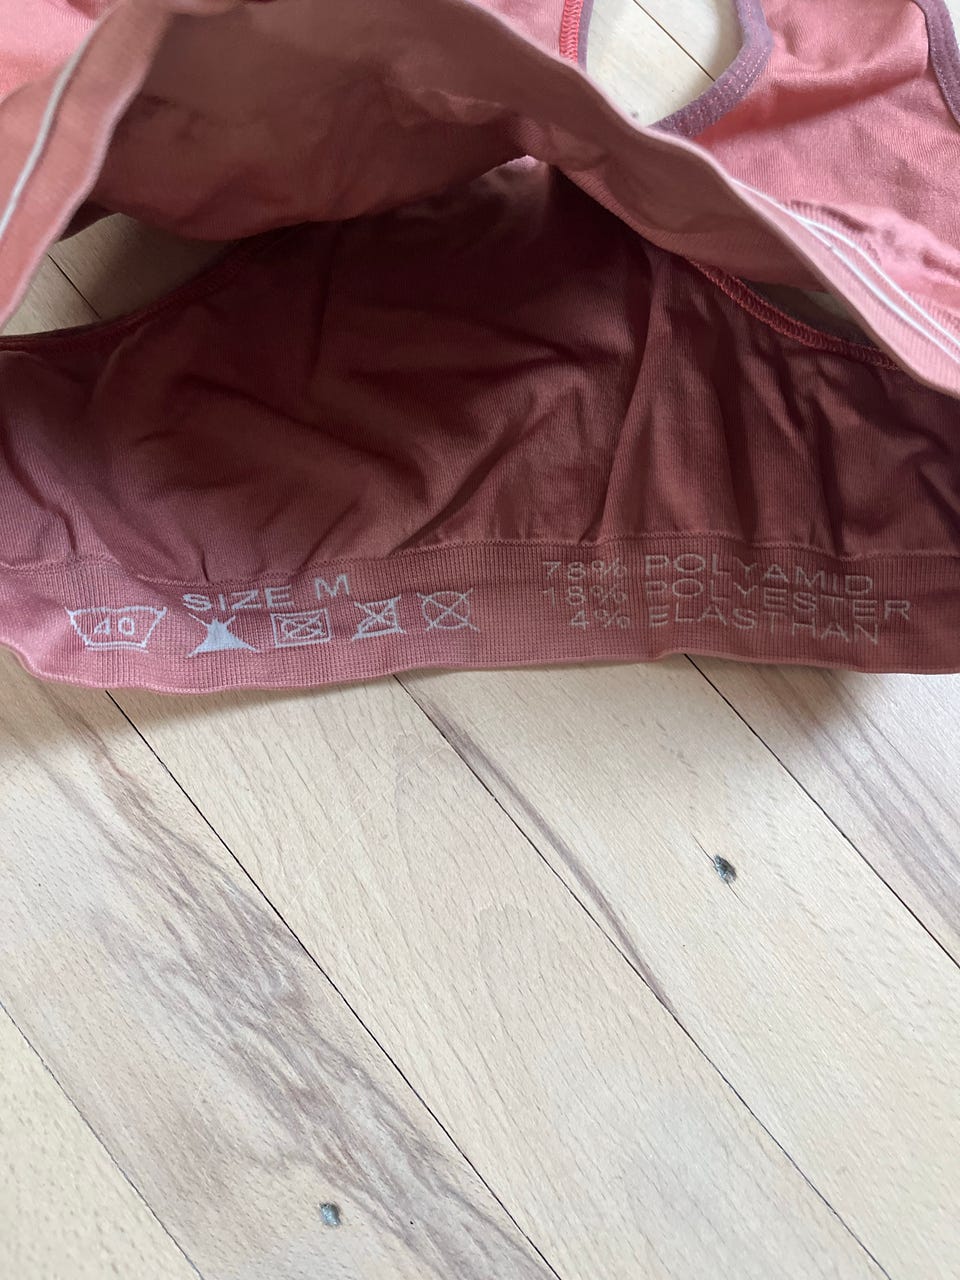 SIZE M
40
78% POLYAMID
18% POLYESTER
4% ELASTHAN